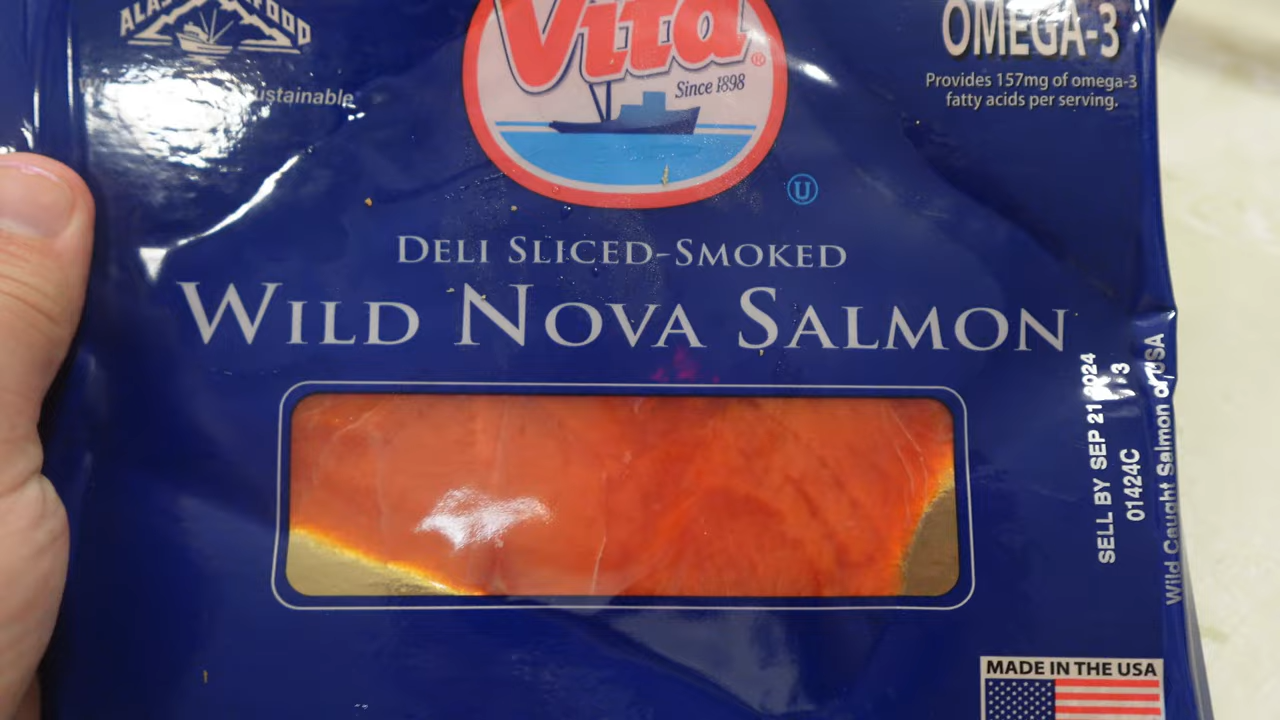 ALASKA SEAFOOD
ustainable
Vita®
Since 1898
OMEGA-3
Provides 157mg of omega-3
fatty acids per serving.
U
DELI SLICED-SMOKED
WILD NOVA SALMON
SELL BY SEP 21 2024
01424C
Wild Caught Salmon of USA
MADE IN THE USA